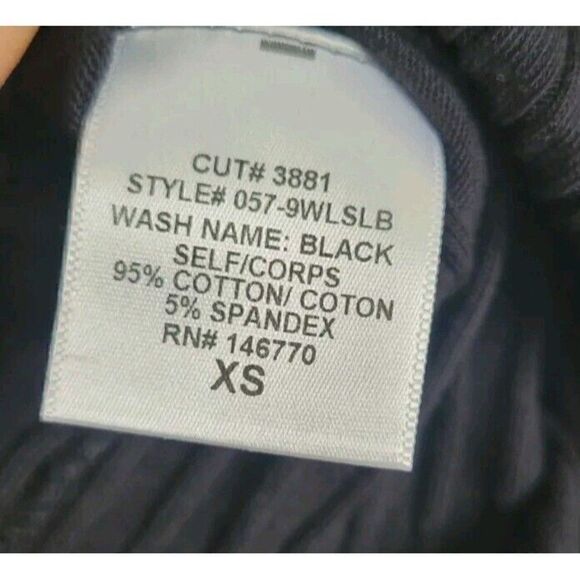 CUT# 3881
STYLE# 057-9WLSLB
WASH NAME: BLACK
SELF/CORPS
95% COTTON/ COTON
5% SPANDEX
RN# 146770
XS